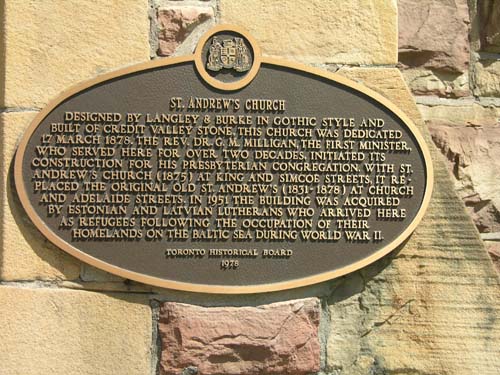 ST. ANDREW'S CHURCH
DESIGNED BY LANGLEY & BURKE IN GOTHIC STYLE AND
BUILT OF CREDIT VALLEY STONE, THIS CHURCH WAS DEDICATED
17 MARCH 1878. THE REV. DR. G. M. MILLIGAN, THE FIRST MINISTER,
WHO SERVED HERE FOR OVER TWO DECADES, INITIATED ITS
CONSTRUCTION FOR HIS PRESBYTERIAN CONGREGATION. WITH ST.
ANDREW'S CHURCH (1875) AT KING AND SIMCOE STREETS, IT RE-
PLACED THE ORIGINAL OLD ST. ANDREW'S (1831-1878) AT CHURCH
AND ADELAIDE STREETS. IN 1951 THE BUILDING WAS ACQUIRED
BY ESTONIAN AND LATVIAN LUTHERANS WHO ARRIVED HERE
AS REFUGEES FOLLOWING THE OCCUPATION OF THEIR
HOMELANDS ON THE BALTIC SEA DURING WORLD WAR II.
TORONTO HISTORICAL BOARD
1978